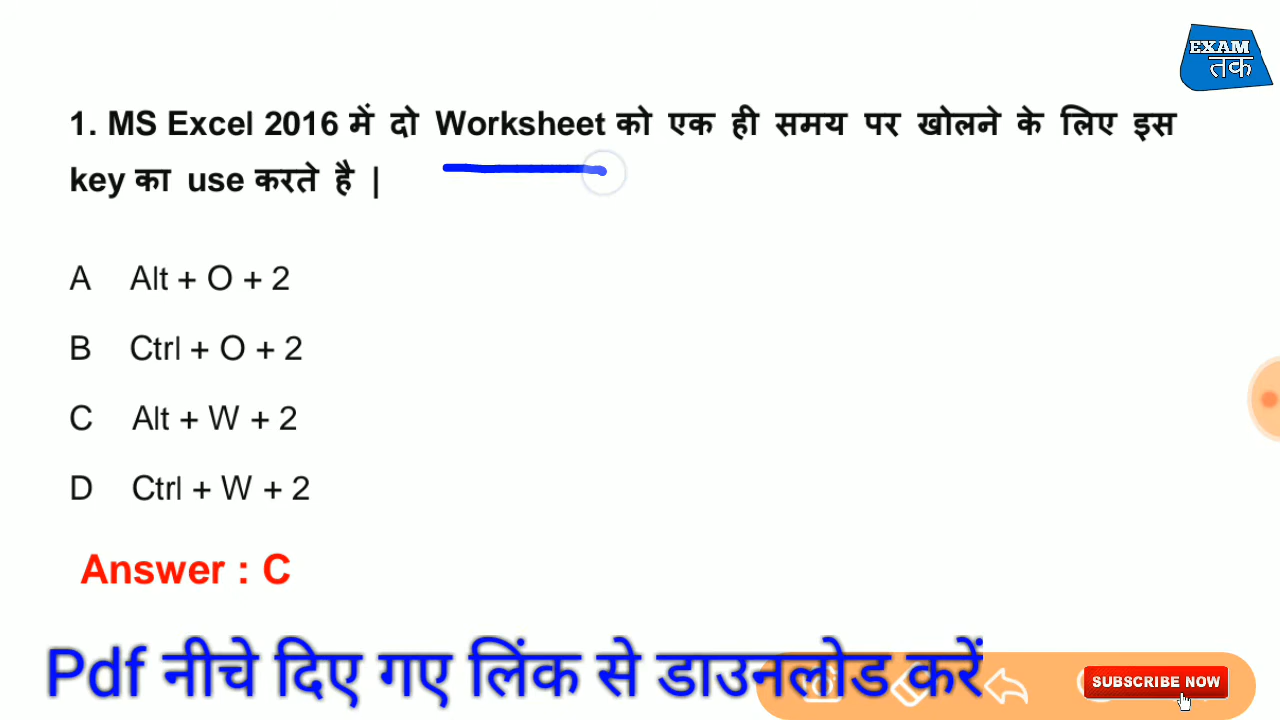 EXAM
तक
1. MS Excel 2016 में दो Worksheet को एक ही समय पर खोलने के लिए इस
key का use करते है |
A Alt + O + 2
B Ctrl + O + 2
C Alt + W + 2
D Ctrl + W + 2
Answer : C
Pdf नीचे दिए गए लिंक से डाउनलोड करें
SUBSCRIBE NOW